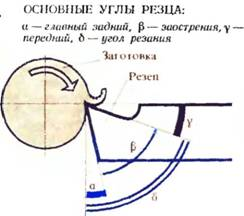 ОСНОВНЫЕ УГЛЫ РЕЗЦА:
α — главный задний, β — заострения, γ —
передний, δ — угол резания
Заготовка
Резец
γ
β
α
δ